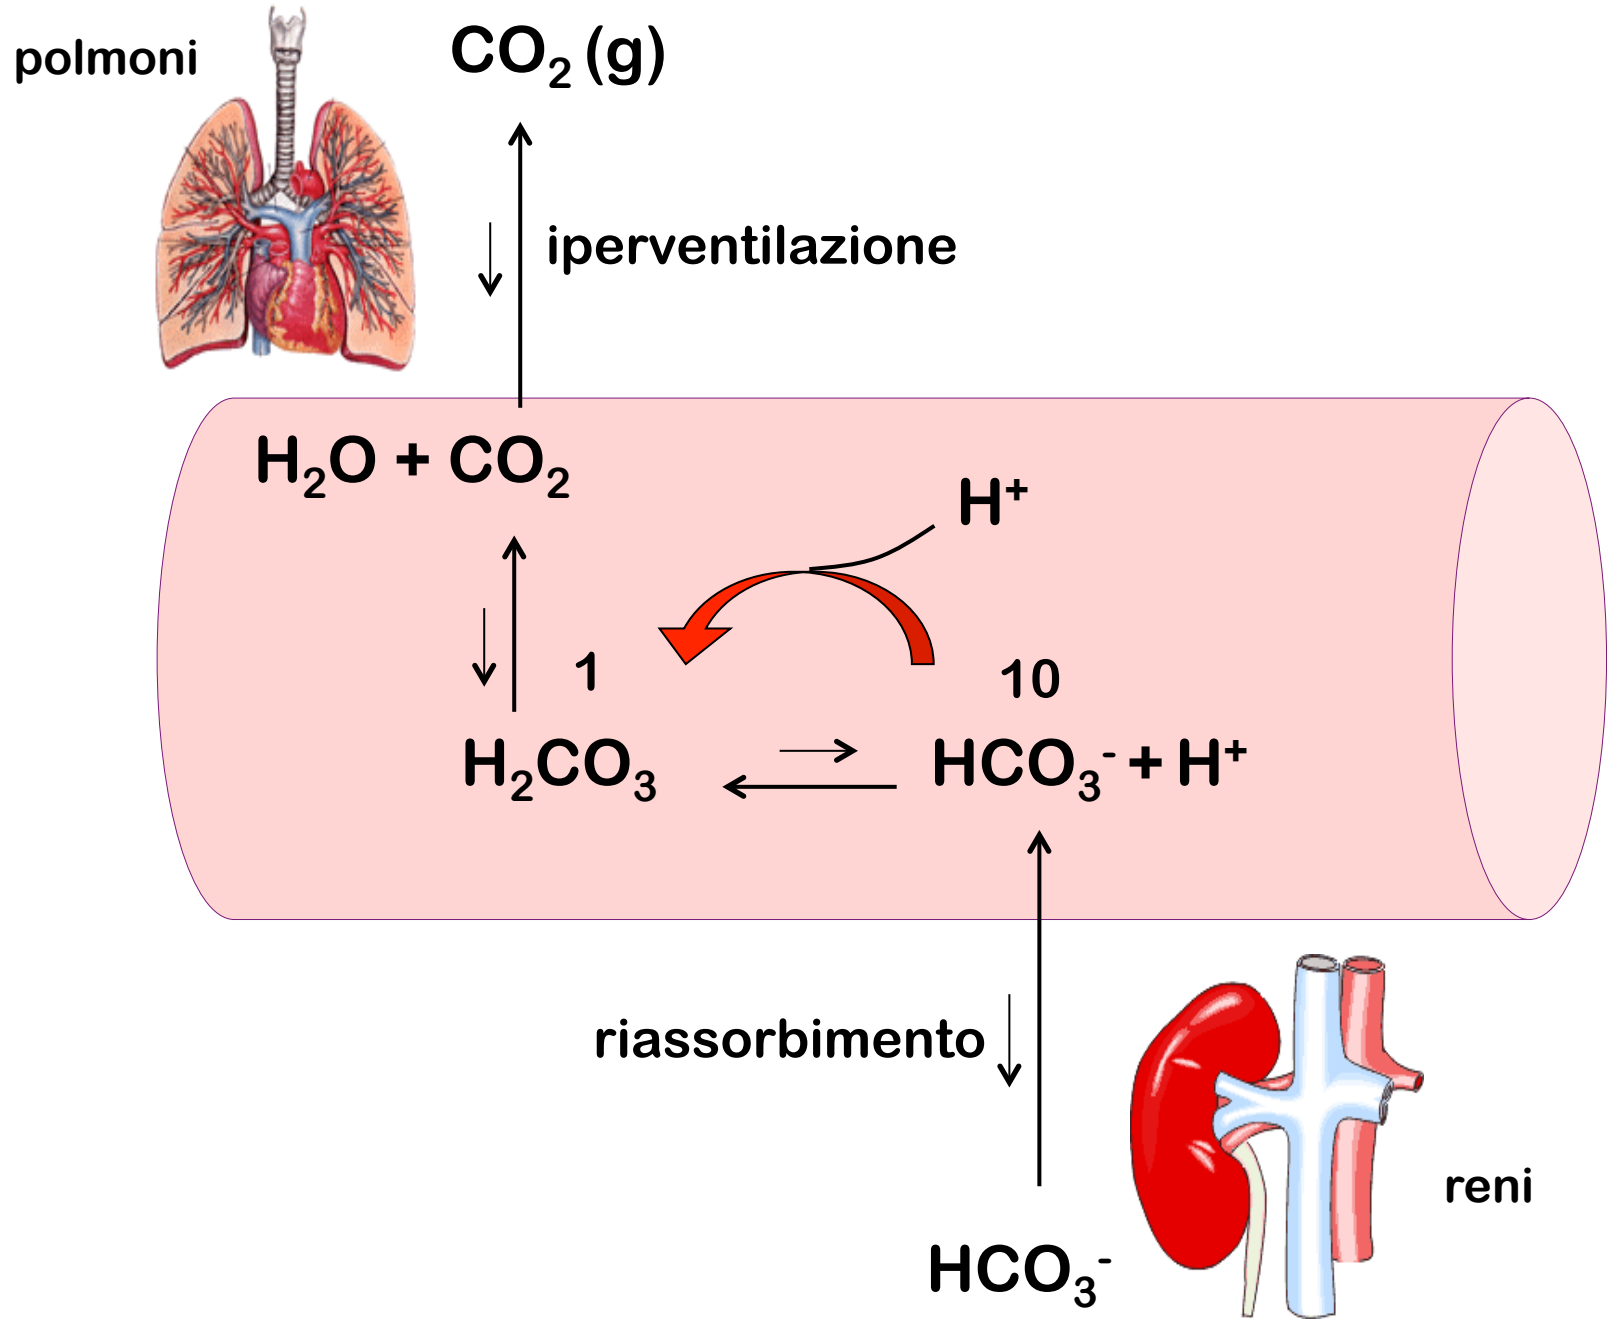 polmoni
CO₂ (g)
iperventilazione
H₂O + CO₂
H⁺
1
10
H₂CO₃
HCO₃⁻ + H⁺
riassorbimento
reni
HCO₃⁻